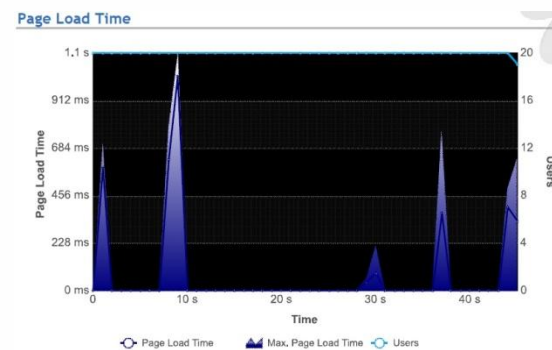 Page Load Time
1.1 s
912 ms
684 ms
456 ms
228 ms
0 ms
Page Load Time
20
16
12
8
4
0
Users
0
10 s
20 s
30 s
40 s
Time
Page Load Time
Max. Page Load Time
Users